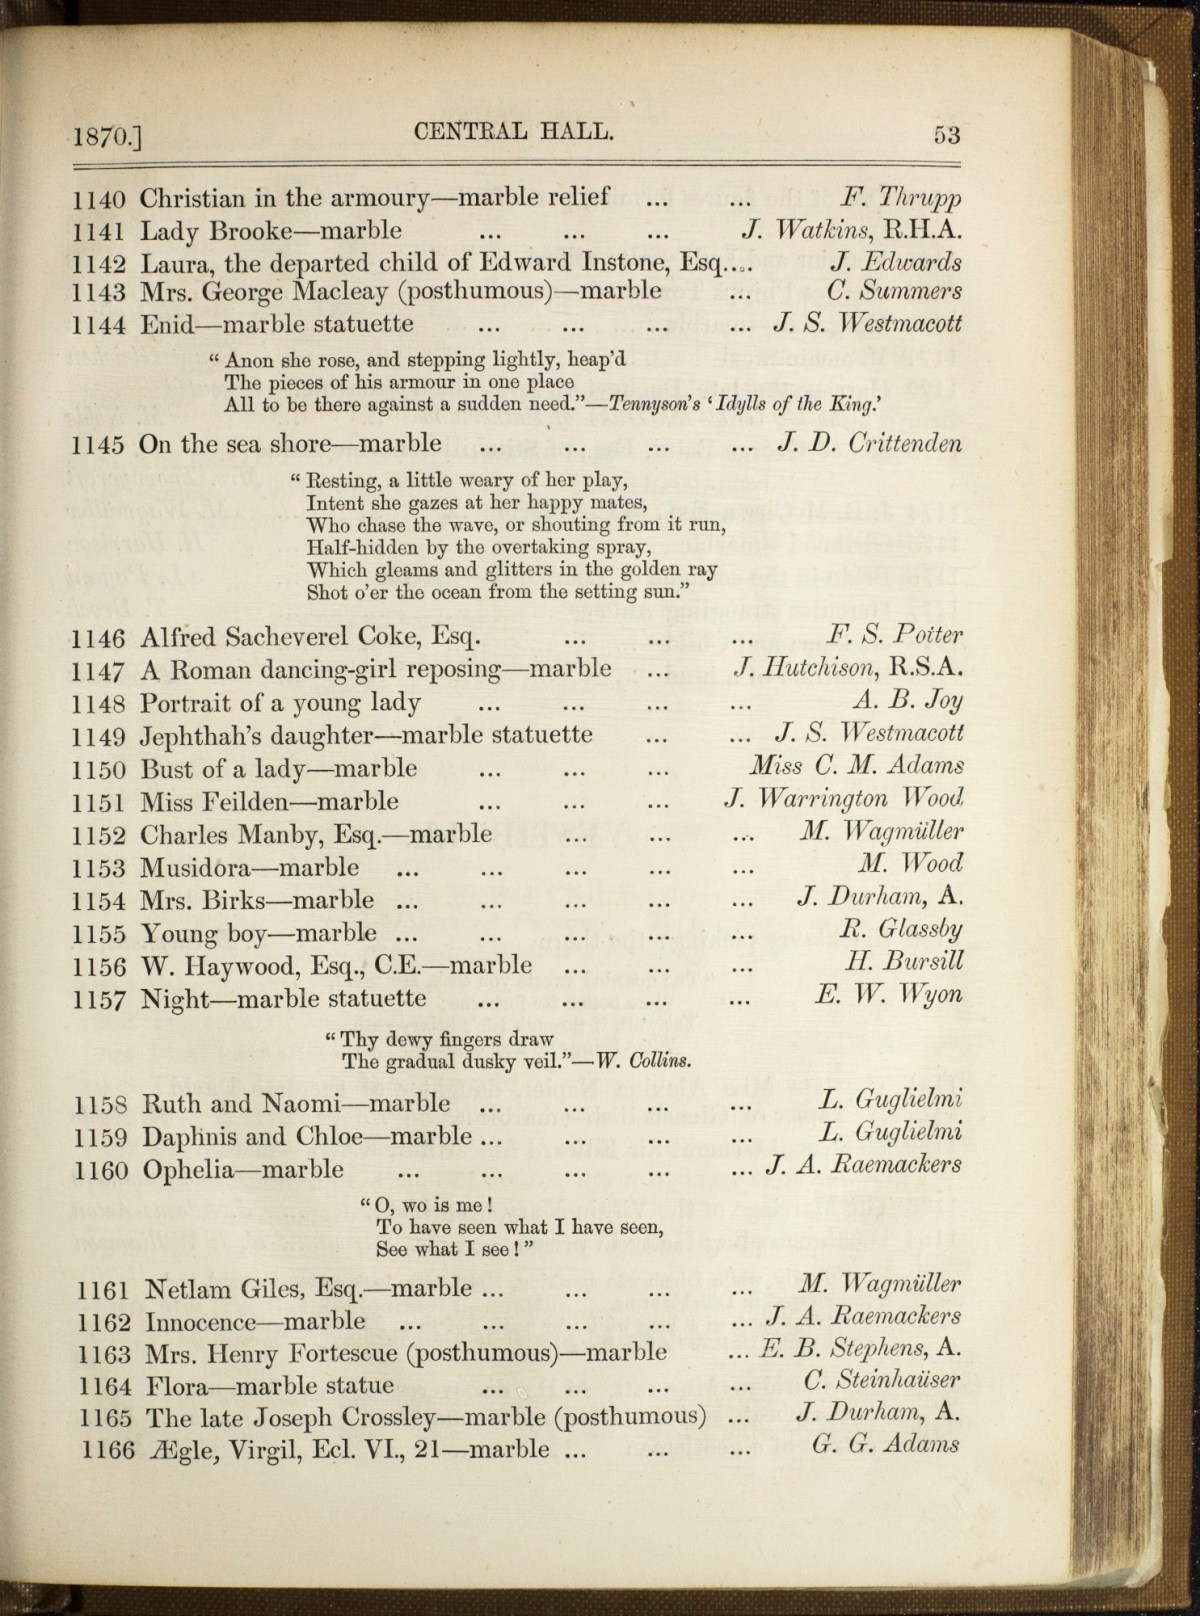 1870.] CENTRAL HALL. 53
1140 Christian in the armoury—marble relief ... ... F. Thrupp
1141 Lady Brooke—marble ... ... ... J. Watkins, R.H.A.
1142 Laura, the departed child of Edward Instone, Esq.... J. Edwards
1143 Mrs. George Macleay (posthumous)—marble ... C. Summers
1144 Enid—marble statuette ... ... ... ... J. S. Westmacott
“ Anon she rose, and stepping lightly, heap’d
The pieces of his armour in one place
All to be there against a sudden need.”—Tennyson’s ‘Idylls of the King.’
1145 On the sea shore—marble ... ... ... ... J. D. Crittenden
“ Resting, a little weary of her play,
Intent she gazes at her happy mates,
Who chase the wave, or shouting from it run,
Half-hidden by the overtaking spray,
Which gleams and glitters in the golden ray
Shot o’er the ocean from the setting sun.”
1146 Alfred Sacheverel Coke, Esq. ... ... ... F. S. Potter
1147 A Roman dancing-girl reposing—marble ... J. Hutchison, R.S.A.
1148 Portrait of a young lady ... ... ... ... A. B. Joy
1149 Jephthah’s daughter—marble statuette ... ... J. S. Westmacott
1150 Bust of a lady—marble ... ... ... Miss C. M. Adams
1151 Miss Feilden—marble ... ... ... J. Warrington Wood
1152 Charles Manby, Esq.—marble ... ... ... M. Wagmüller
1153 Musidora—marble ... ... ... ... ... M. Wood
1154 Mrs. Birks—marble ... ... ... ... ... J. Durham, A.
1155 Young boy—marble ... ... ... ... ... R. Glassby
1156 W. Haywood, Esq., C.E.—marble ... ... ... H. Bursill
1157 Night—marble statuette ... ... ... ... E. W. Wyon
“ Thy dewy fingers draw
The gradual dusky veil.”—W. Collins.
1158 Ruth and Naomi—marble ... ... ... ... L. Guglielmi
1159 Daphnis and Chloe—marble ... ... ... ... L. Guglielmi
1160 Ophelia—marble ... ... ... ... ... J. A. Raemackers
“ O, wo is me !
To have seen what I have seen,
See what I see ! ”
1161 Netlam Giles, Esq.—marble ... ... ... ... M. Wagmüller
1162 Innocence—marble ... ... ... ... ... J. A. Raemackers
1163 Mrs. Henry Fortescue (posthumous)—marble ... E. B. Stephens, A.
1164 Flora—marble statue ... ... ... ... C. Steinhaüser
1165 The late Joseph Crossley—marble (posthumous) ... J. Durham, A.
1166 Ægle, Virgil, Ecl. VI., 21—marble ... ... ... G. G. Adams